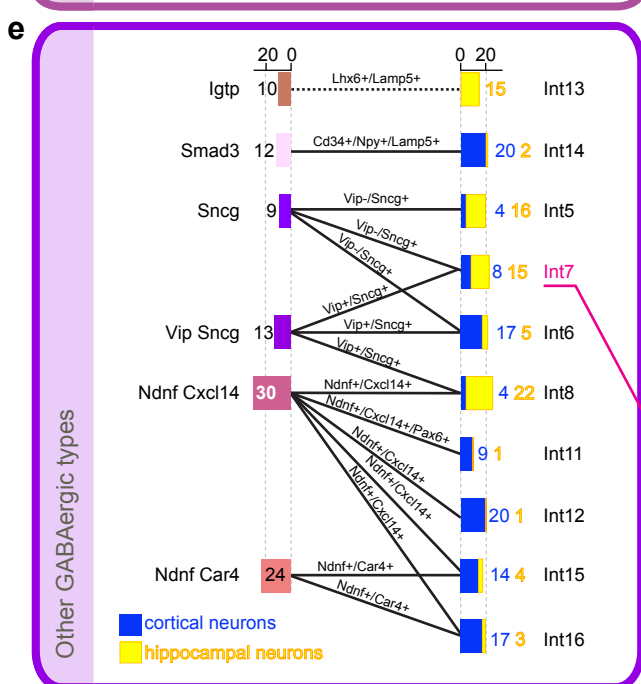 e
20 0
0 20
Igtp 10 Lhx6+/Lamp5+ 15 Int13
Smad3 12 Cd34+/Npy+/Lamp5+ 20 2 Int14
Sncg 9 Vip-/Sncg+ 4 16 Int5
Vip-/Sncg+
Vip-/Sncg+
8 15 Int7
Vip+/Sncg+
Vip Sncg 13 Vip+/Sncg+ 17 5 Int6
Vip+/Sncg+
Ndnf Cxcl14 30 Ndnf+/Cxcl14+ 4 22 Int8
Ndnf+/Cxcl14+/Pax6+
9 1 Int11
Ndnf+/Cxcl14+
Ndnf+/Cxcl14+
Ndnf+/Cxcl14+
20 1 Int12
Ndnf Car4 24 Ndnf+/Car4+ 14 4 Int15
Ndnf+/Car4+
17 3 Int16
cortical neurons
hippocampal neurons
Other GABAergic types